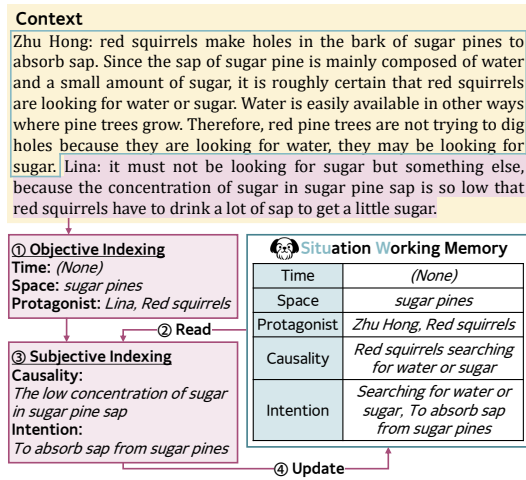 Context
Zhu Hong: red squirrels make holes in the bark of sugar pines to
absorb sap. Since the sap of sugar pine is mainly composed of water
and a small amount of sugar, it is roughly certain that red squirrels
are looking for water or sugar. Water is easily available in other ways
where pine trees grow. Therefore, red pine trees are not trying to dig
holes because they are looking for water, they may be looking for
sugar. Lina: it must not be looking for sugar but something else,
because the concentration of sugar in sugar pine sap is so low that
red squirrels have to drink a lot of sap to get a little sugar.
① Objective Indexing
Time: (None)
Space: sugar pines
Protagonist: Lina, Red squirrels
② Read
③ Subjective Indexing
Causality:
The low concentration of sugar
in sugar pine sap
Intention:
To absorb sap from sugar pines
Situation Working Memory
Time (None)
Space sugar pines
Protagonist Zhu Hong, Red squirrels
Causality Red squirrels searching
for water or sugar
Intention Searching for water or
sugar, To absorb sap
from sugar pines
④ Update